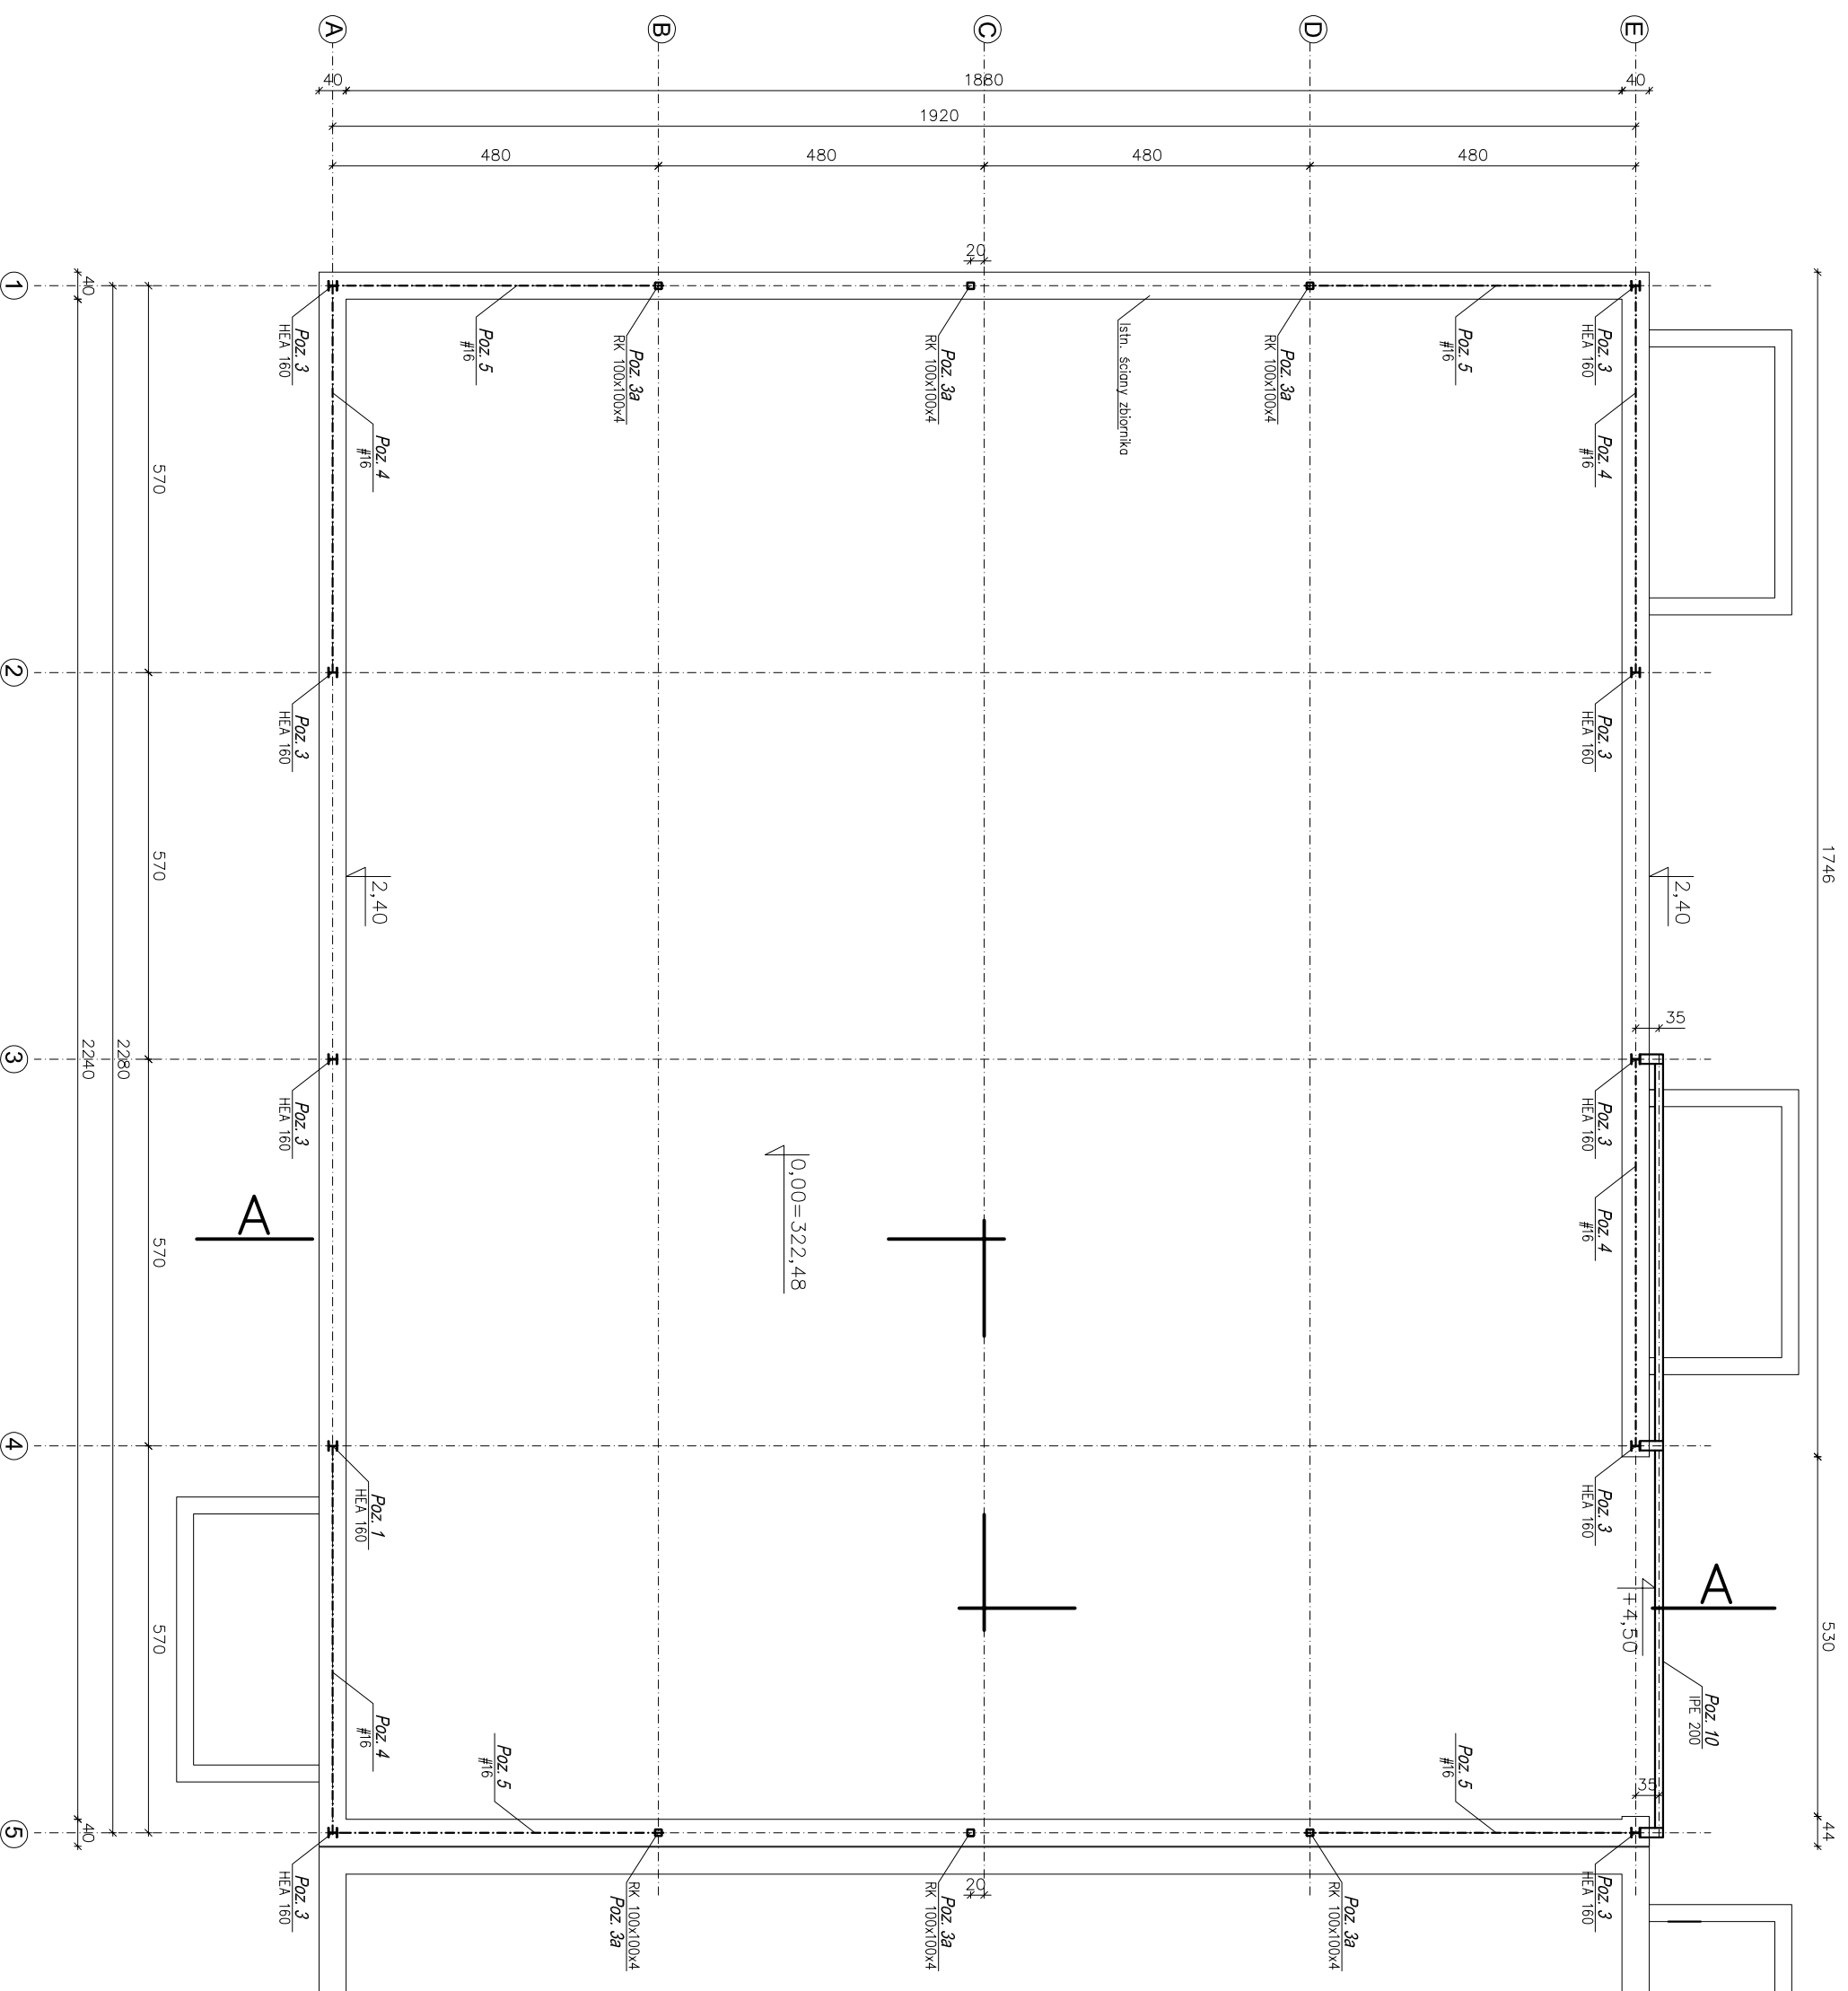 A
B
C
D
E
40
1880
40
1920
480
480
480
480
20
1
40
Poz. 3
HEA 160
Poz. 5
#16
Poz. 3a
RK 100x100x4
Poz. 3a
RK 100x100x4
Istn. ściany zbiornika
Poz. 3a
RK 100x100x4
Poz. 5
#16
Poz. 3
HEA 160
Poz. 4
#16
Poz. 4
#16
570
2
Poz. 3
HEA 160
Poz. 3
HEA 160
570
2,40
2,40
1746
35
3
2240
2280
Poz. 3
HEA 160
Poz. 3
HEA 160
0,00=322,48
A
570
Poz. 4
#16
4
Poz. 1
HEA 160
Poz. 3
HEA 160
A
+4,50
530
570
Poz. 4
#16
Poz. 5
#16
Poz. 5
#16
Poz. 10
IPE 200
35
5
40
44
Poz. 3
HEA 160
RK 100x100x4
Poz. 3a
20
Poz. 3a
RK 100x100x4
Poz. 3a
RK 100x100x4
Poz. 3
HEA 160